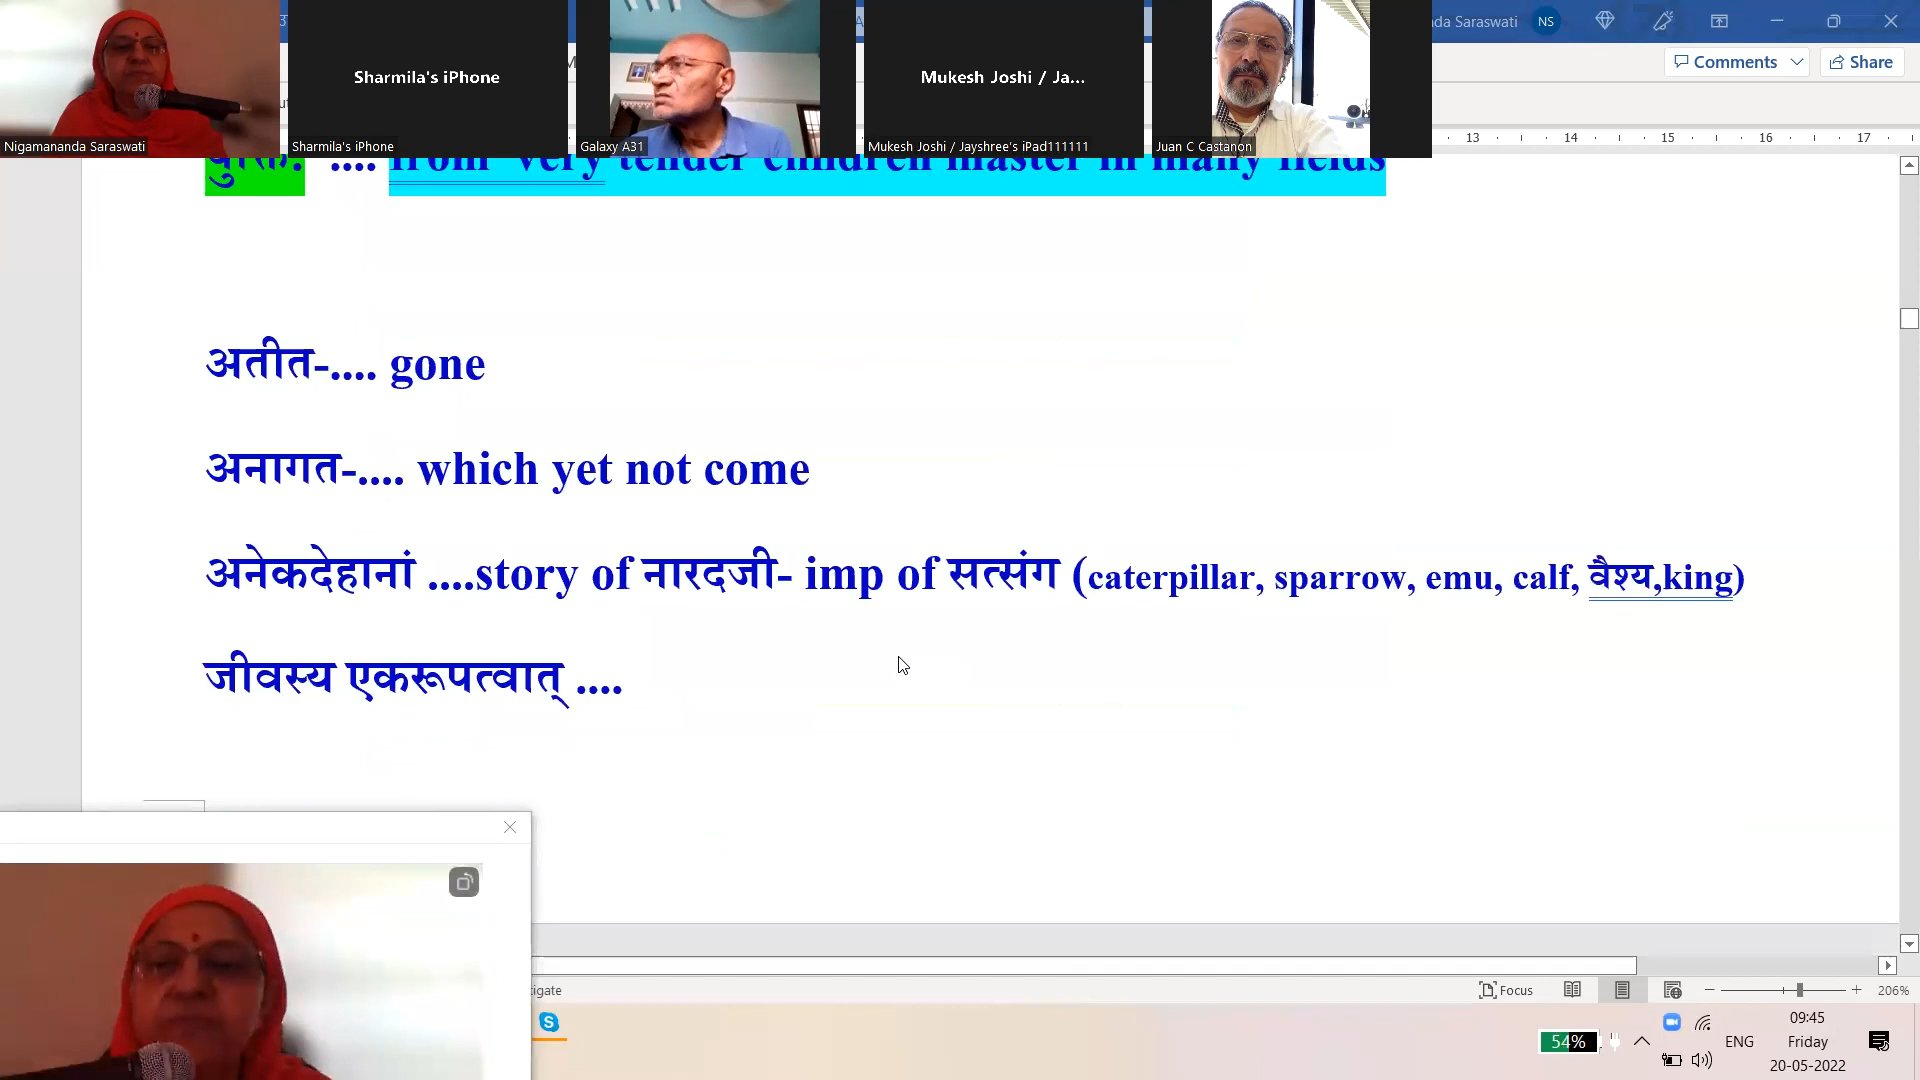 nda Saraswati NS
Sharmila's iPhone
Mukesh Joshi / Ja...
Nigamananda Saraswati
Sharmila's iPhone
Galaxy A31
Mukesh Joshi / Jayshree's iPad111111
Juan C Castanon
Comments
Share
13 14 15 16 17
.... from very tender children master in many fields
अतीत-.... gone
अनागत-.... which yet not come
अनेकदेहानां ....story of नारदजी- imp of सत्संग (caterpillar, sparrow, emu, calf, वैश्य,king)
जीवस्य एकरूपत्वात् ....
igate
Focus
206%
54%
ENG
09:45
Friday
20-05-2022